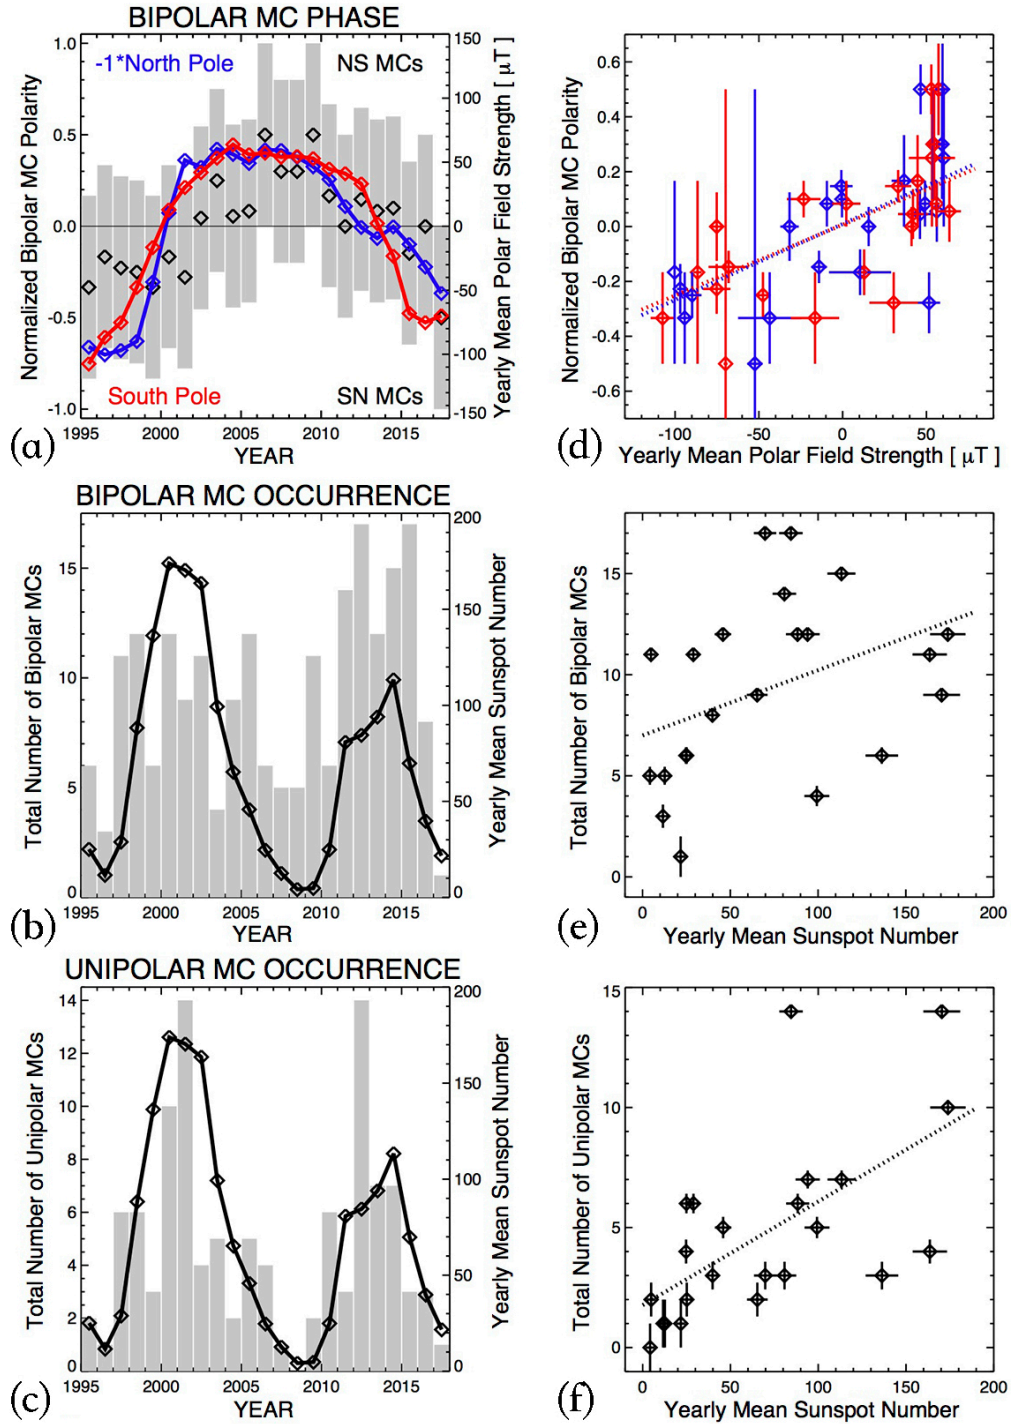 BIPOLAR MC PHASE
-1*North Pole
NS MCs
South Pole
SN MCs
Normalized Bipolar MC Polarity
1.0
0.5
0.0
-0.5
-1.0
150
100
50
0
-50
-100
-150
Yearly Mean Polar Field Strength [ μT ]
1995 2000 2005 2010 2015
YEAR
(a)
Normalized Bipolar MC Polarity
0.6
0.4
0.2
0.0
-0.2
-0.4
-0.6
-100 -50 0 50
Yearly Mean Polar Field Strength [ μT ]
(d)
BIPOLAR MC OCCURRENCE
Total Number of Bipolar MCs
15
10
5
0
200
150
100
50
0
Yearly Mean Sunspot Number
1995 2000 2005 2010 2015
YEAR
(b)
Total Number of Bipolar MCs
15
10
5
0
0 50 100 150 200
Yearly Mean Sunspot Number
(e)
UNIPOLAR MC OCCURRENCE
Total Number of Unipolar MCs
14
12
10
8
6
4
2
0
200
150
100
50
0
Yearly Mean Sunspot Number
1995 2000 2005 2010 2015
YEAR
(c)
Total Number of Unipolar MCs
15
10
5
0
0 50 100 150 200
Yearly Mean Sunspot Number
(f)